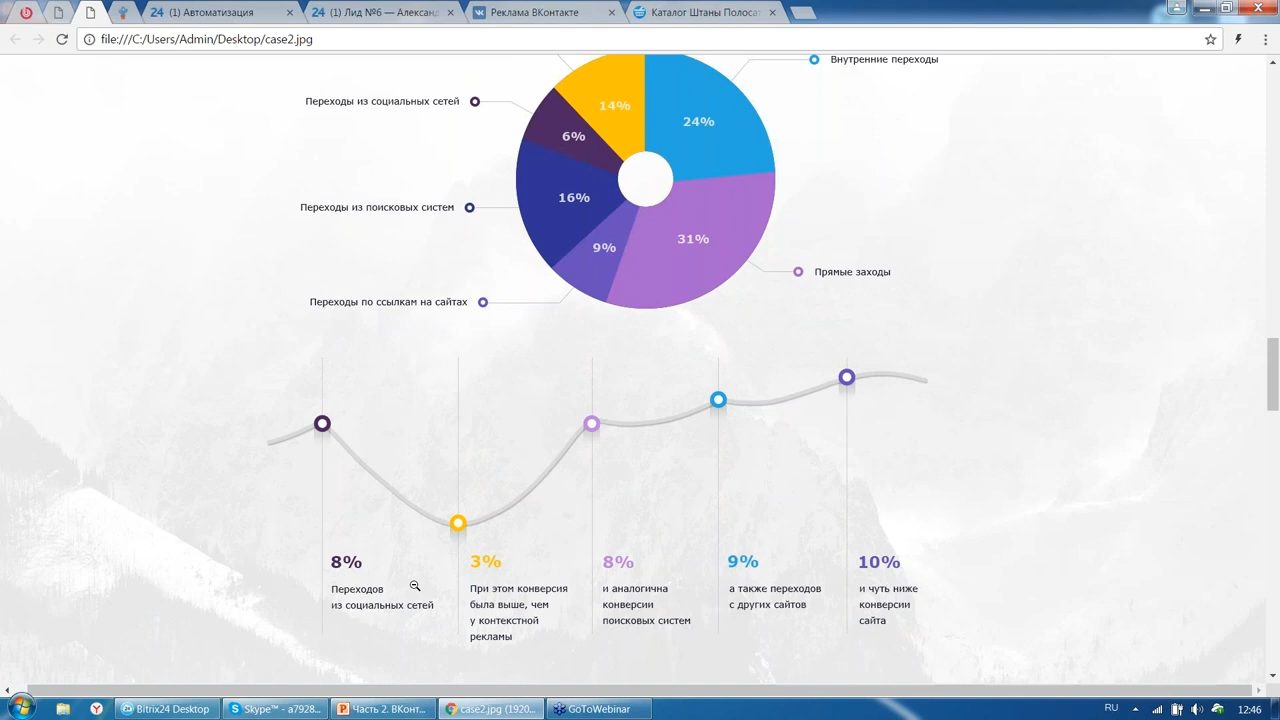 24 (1) Автоматизация
24 (1) Лид №6 — Александ
Реклама ВКонтакте
Каталог Штаны Полосат
file:///C:/Users/Admin/Desktop/case2.jpg
Внутренние переходы
Переходы из социальных сетей
14%
24%
6%
Переходы из поисковых систем
16%
31%
9%
Прямые заходы
Переходы по ссылкам на сайтах
8%
Переходов
из социальных сетей
3%
При этом конверсия
была выше, чем
у контекстной
рекламы
8%
и аналогична
конверсии
поисковых систем
9%
а также переходов
с других сайтов
10%
и чуть ниже
конверсии
сайта
Bitrix24 Desktop
Skype™ - a7928...
Часть 2. ВКонт...
case2.jpg (1920...
GoToWebinar
RU
12:46